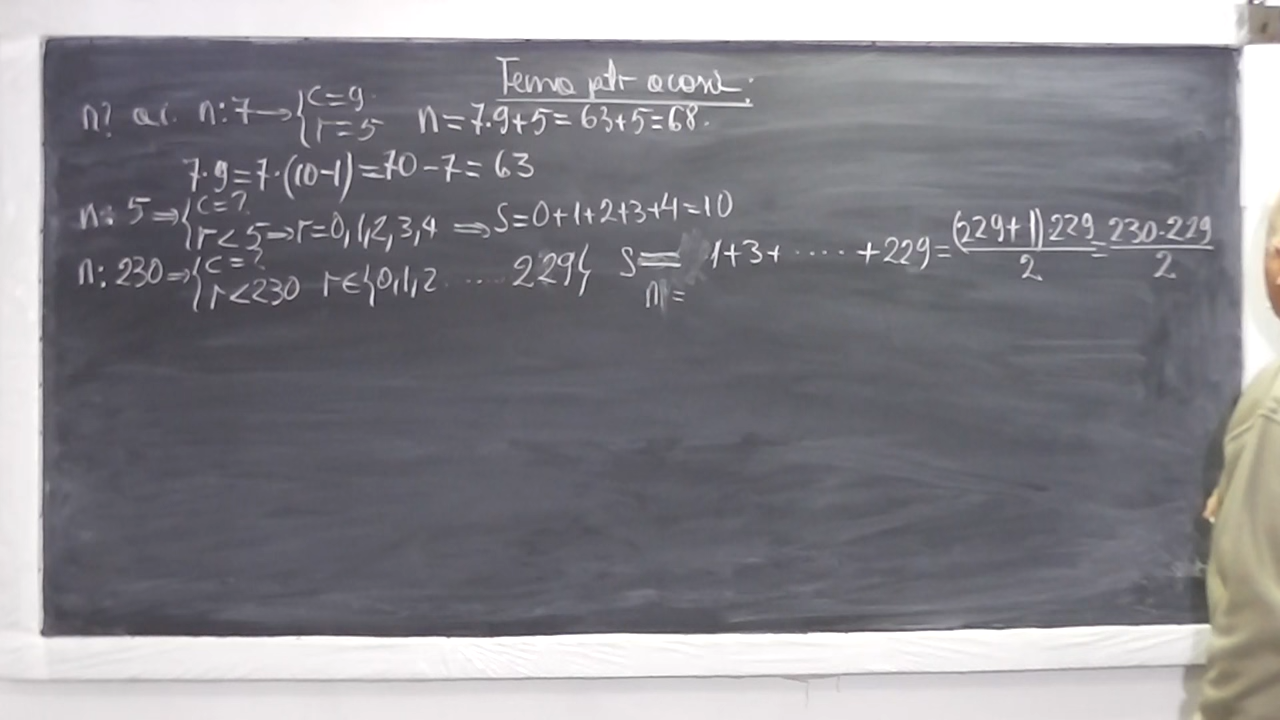 Tema ptr acasă:
n? aî. n:7→{c=9 r=5 n=7·9+5=63+5=68.
7·9=7·(10-1)=70-7=63
n:5⇒{c=? r<5→r=0,1,2,3,4 ⇒S=0+1+2+3+4=10
n:230⇒{c=? r<230 r∈{0,1,2.....229} S= 1+3+.....+229=(229+1)229/2=230·229/2
n=